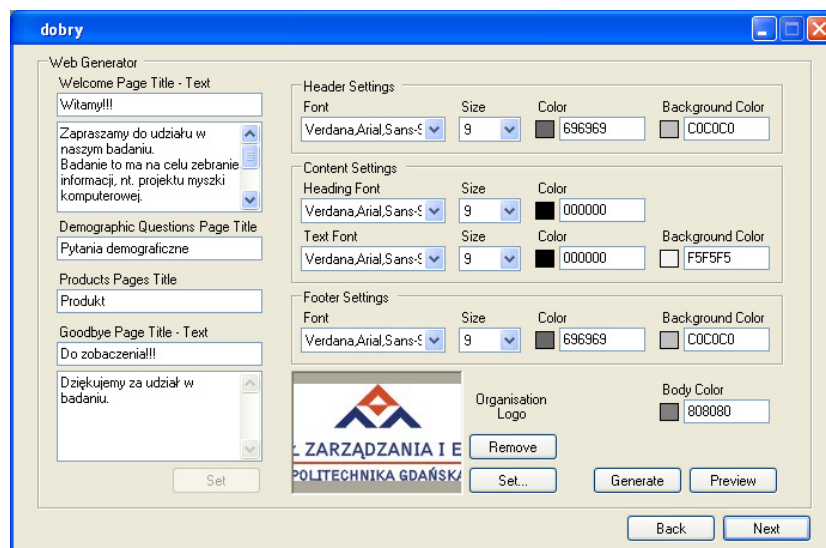 dobry
Web Generator
Welcome Page Title - Text
Witamy!!!
Zapraszamy do udziału w
naszym badaniu.
Badanie to ma na celu zebranie
informacji, nt. projektu myszki
komputerowej.
Demographic Questions Page Title
Pytania demograficzne
Products Pages Title
Produkt
Goodbye Page Title - Text
Do zobaczenia!!!
Dziękujemy za udział w
badaniu.
Set
Header Settings
Font Size Color Background Color
Verdana,Arial,Sans-S 9 696969 C0C0C0
Content Settings
Heading Font Size Color
Verdana,Arial,Sans-S 9 000000
Text Font Size Color Background Color
Verdana,Arial,Sans-S 9 000000 F5F5F5
Footer Settings
Font Size Color Background Color
Verdana,Arial,Sans-S 9 696969 C0C0C0
ZARZĄDZANIA I E
POLITECHNIKA GDAŃSKA
Organisation
Logo
Remove
Set...
Body Color
808080
Generate Preview
Back Next